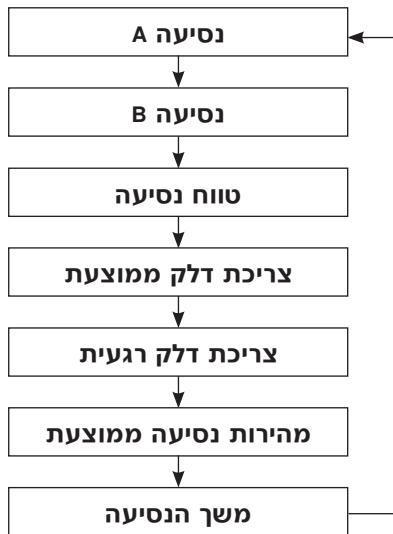 נסיעה A
נסיעה B
טווח נסיעה
צריכת דלק ממוצעת
צריכת דלק רגעית
מהירות נסיעה ממוצעת
משך הנסיעה